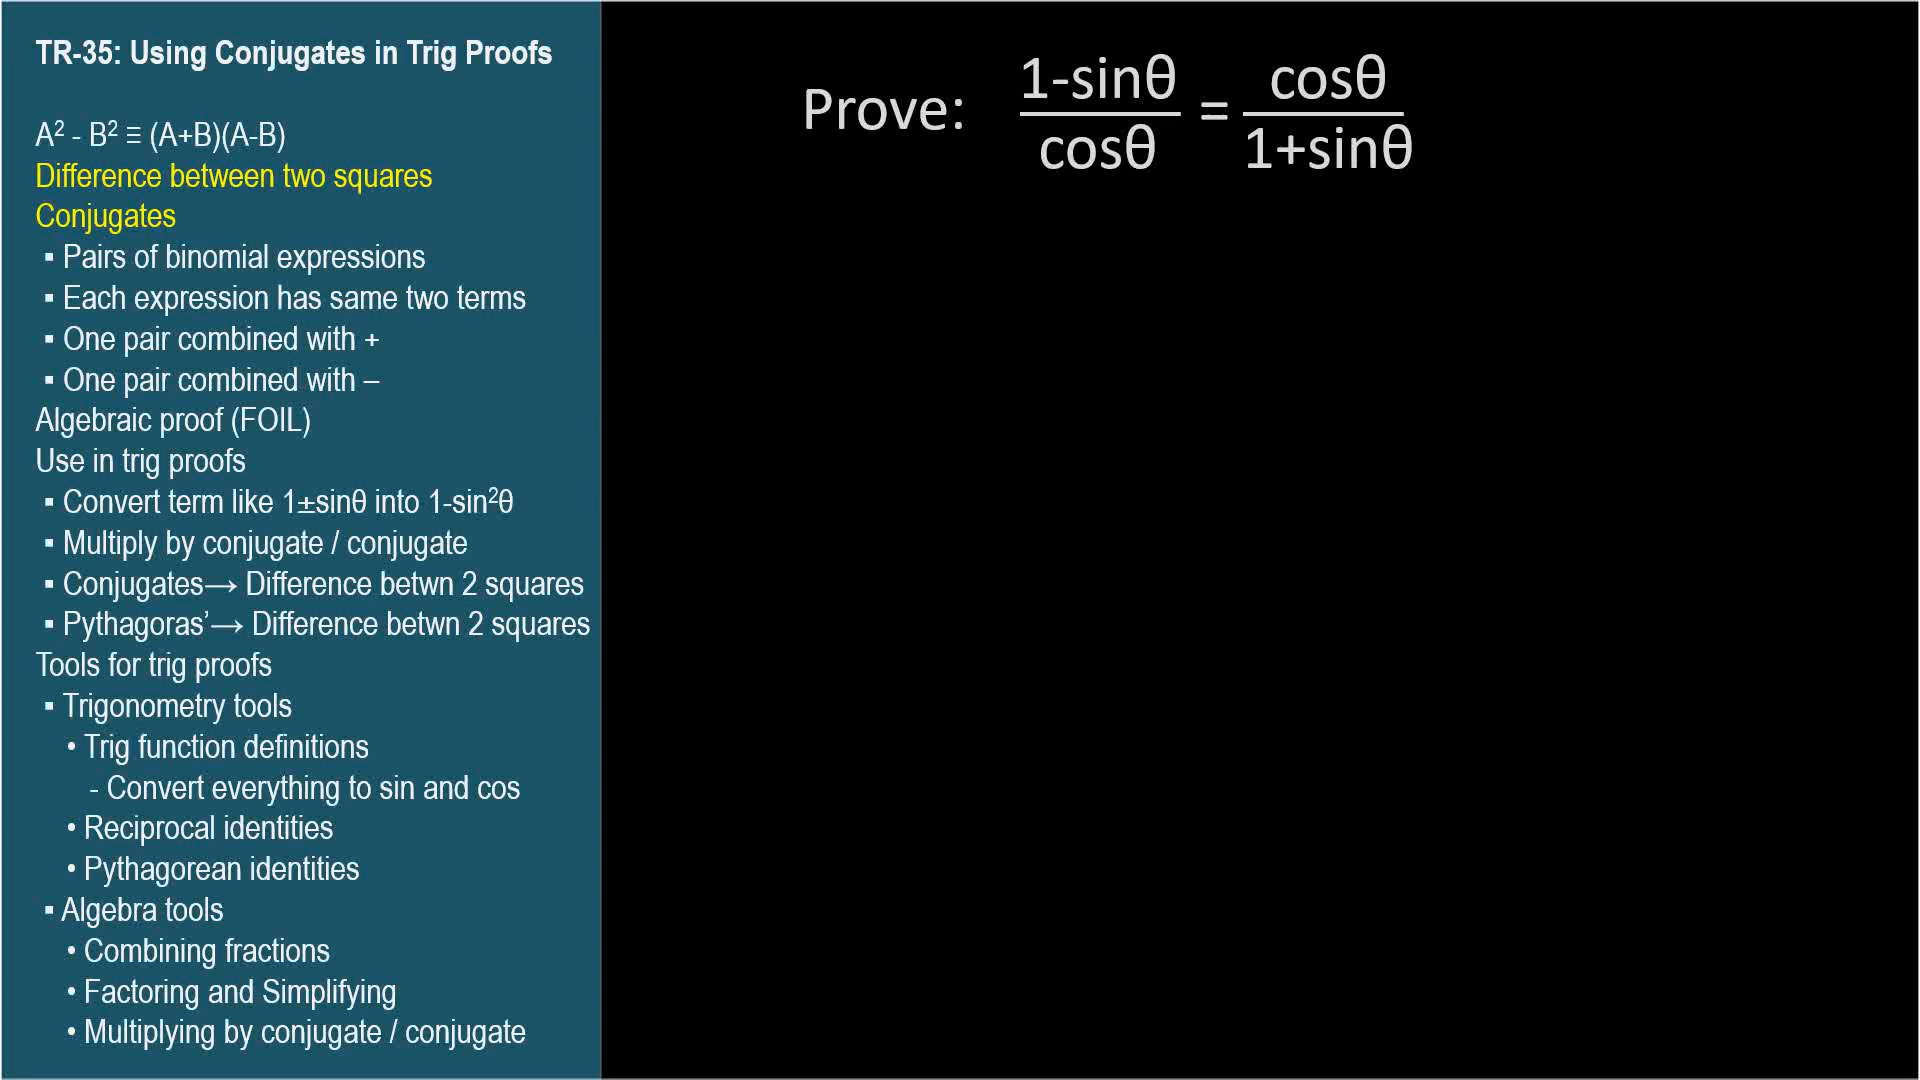 TR-35: Using Conjugates in Trig Proofs
A² - B² ≡ (A+B)(A-B)
Difference between two squares
Conjugates
▪ Pairs of binomial expressions
▪ Each expression has same two terms
▪ One pair combined with +
▪ One pair combined with –
Algebraic proof (FOIL)
Use in trig proofs
▪ Convert term like 1±sinθ into 1-sin²θ
▪ Multiply by conjugate / conjugate
▪ Conjugates→ Difference betwn 2 squares
▪ Pythagoras’→ Difference betwn 2 squares
Tools for trig proofs
▪ Trigonometry tools
• Trig function definitions
- Convert everything to sin and cos
• Reciprocal identities
• Pythagorean identities
▪ Algebra tools
• Combining fractions
• Factoring and Simplifying
• Multiplying by conjugate / conjugate
1-sinθ cosθ
Prove: =
cosθ 1+sinθ